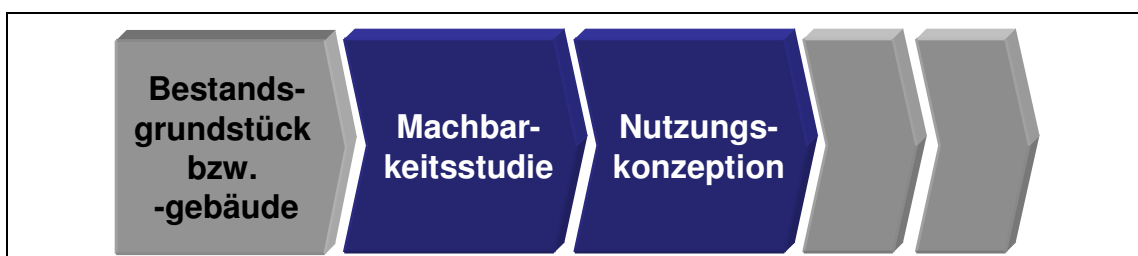 Bestands-
grundstück
bzw.
-gebäude
Machbar-
keitsstudie
Nutzungs-
konzeption